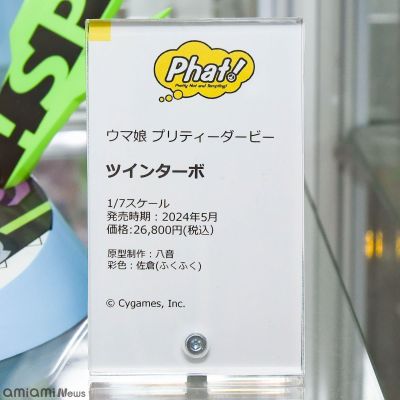 Phat!
Pretty Hot and Tempting!
ウマ娘 プリティーダービー
ツインターボ
1/7スケール
発売時期：2024年5月
価格:26,800円(税込)
原型制作：八音
彩色：佐倉(ふくふく)
© Cygames, Inc.
amiami News